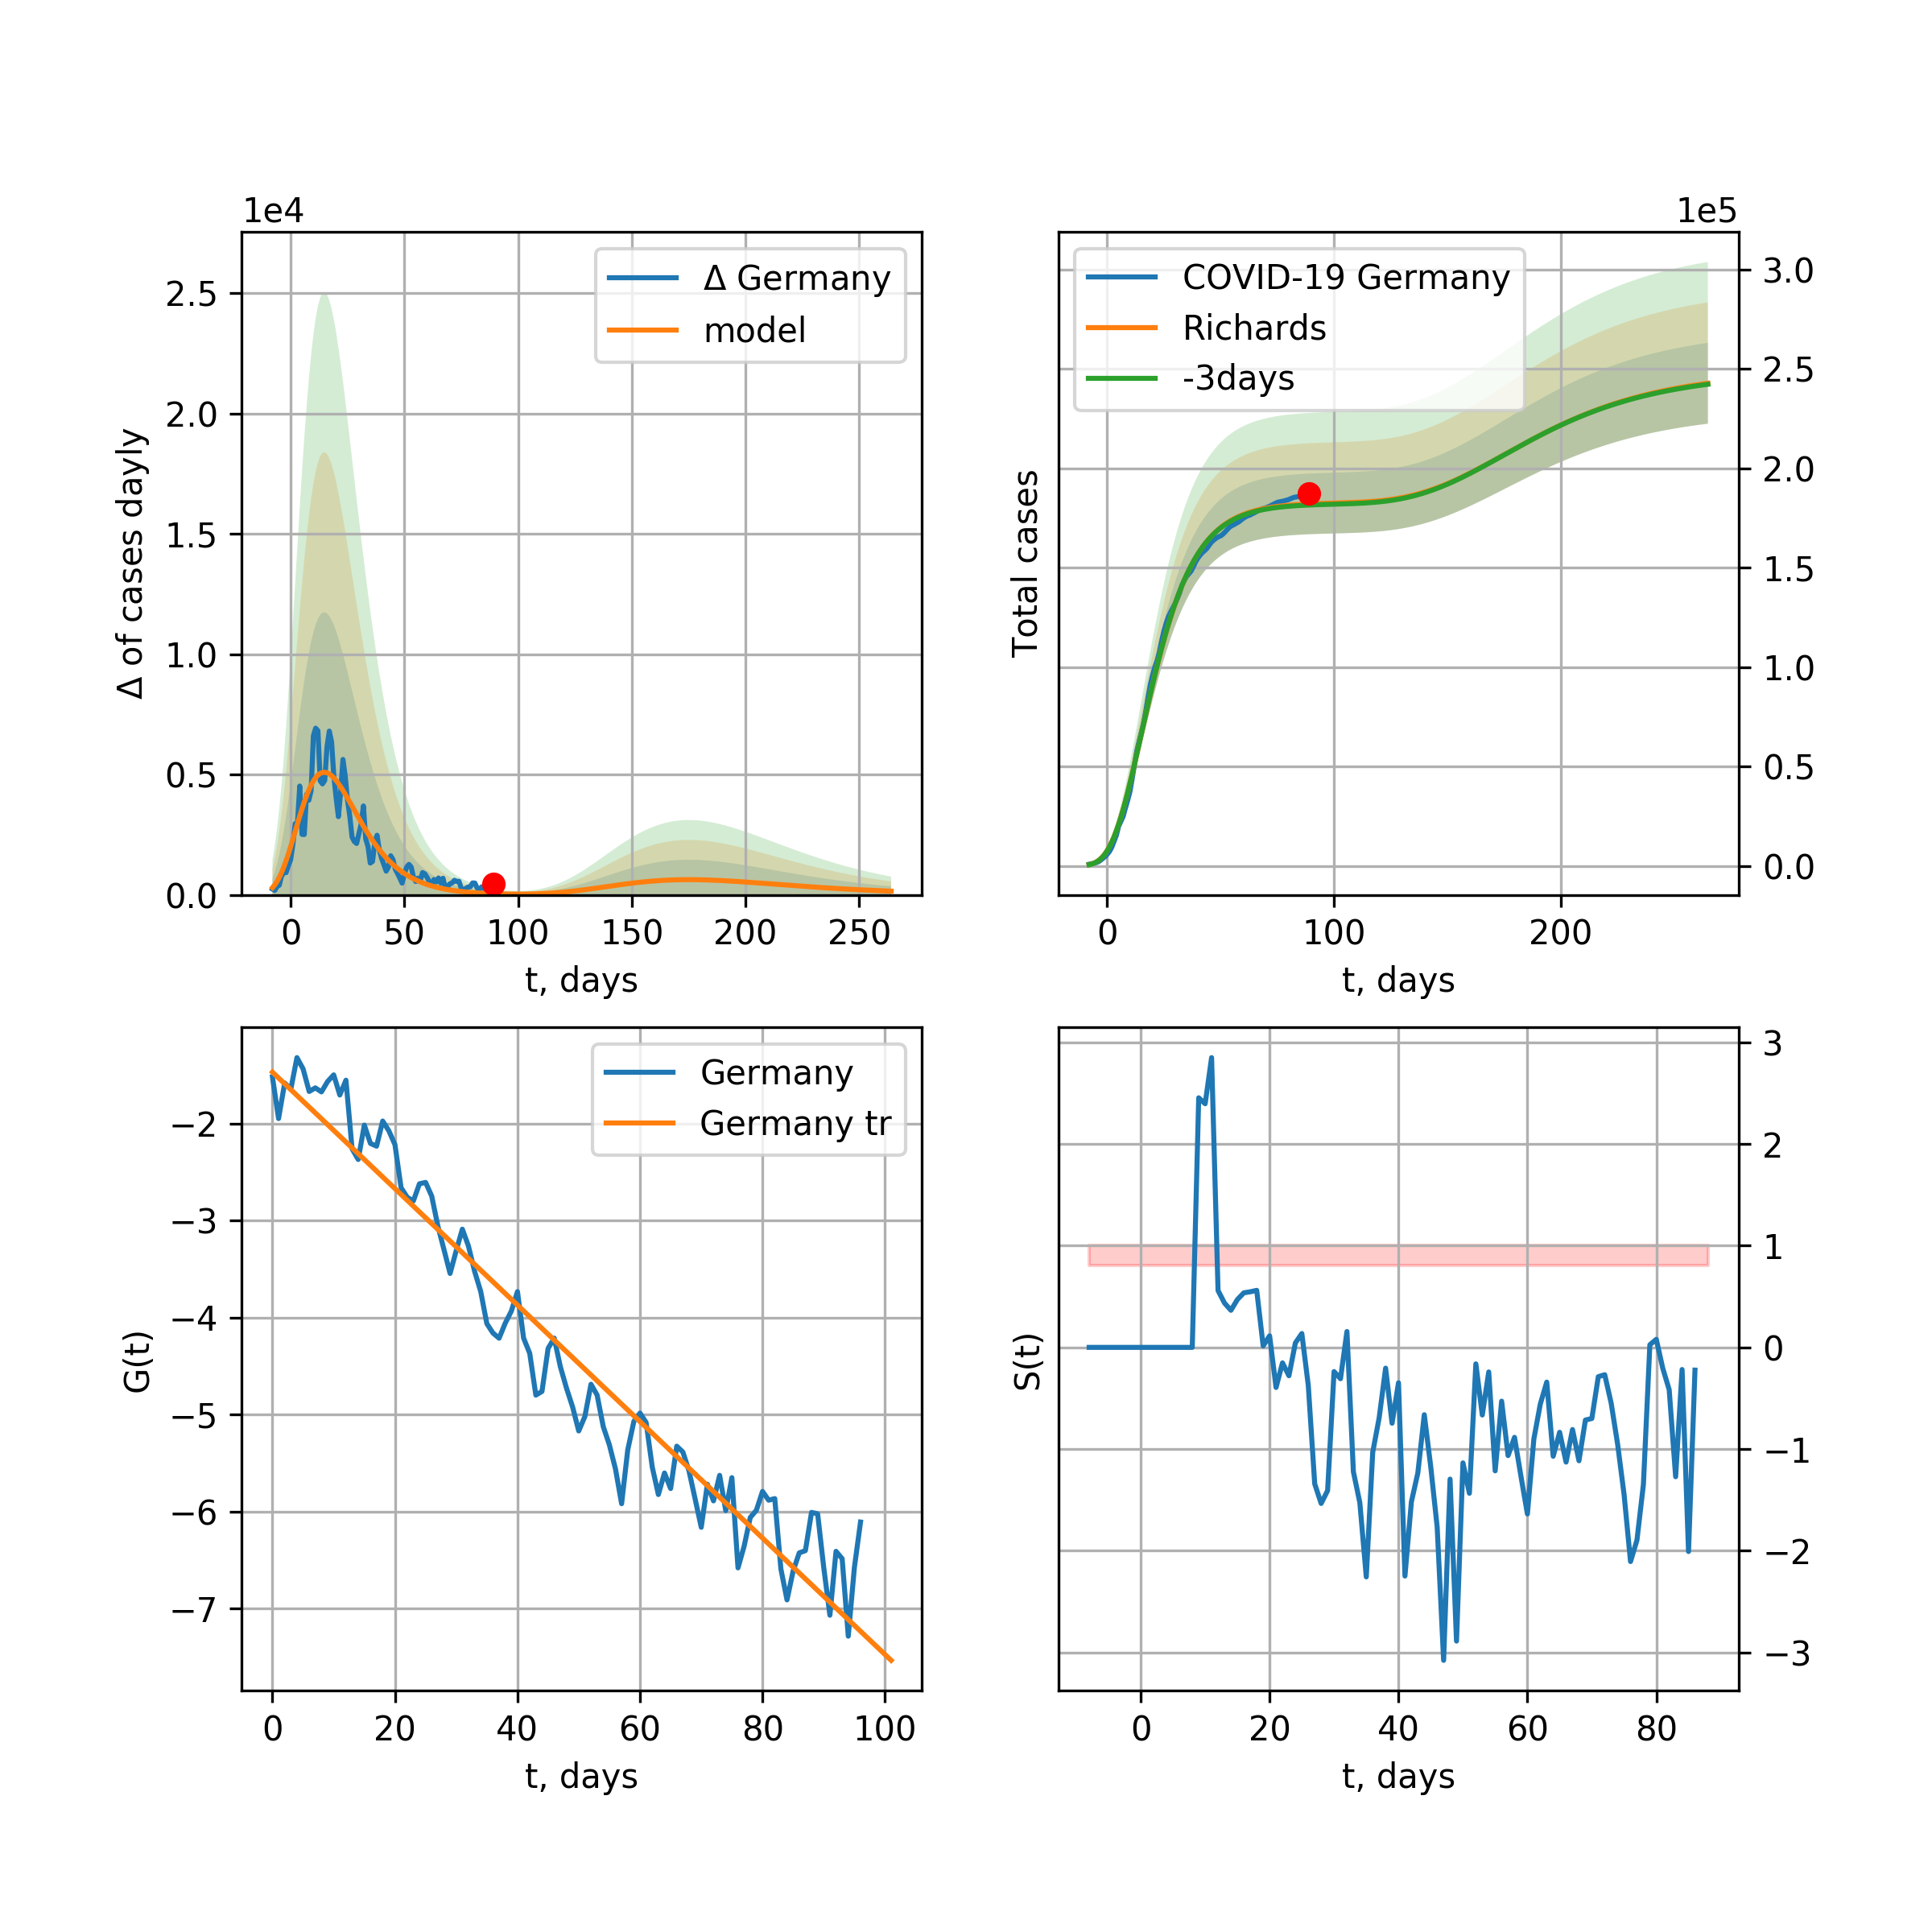 1e4
2.5
2.0
1.5
1.0
0.5
0.0
Δ of cases dayly
Δ Germany
model
0 50 100 150 200 250
t, days
1e5
COVID-19 Germany
Richards
-3days
Total cases
3.0
2.5
2.0
1.5
1.0
0.5
0.0
0 100 200
t, days
Germany
Germany tr
G(t)
−2
−3
−4
−5
−6
−7
0 20 40 60 80 100
t, days
S(t)
3
2
1
0
−1
−2
−3
0 20 40 60 80
t, days